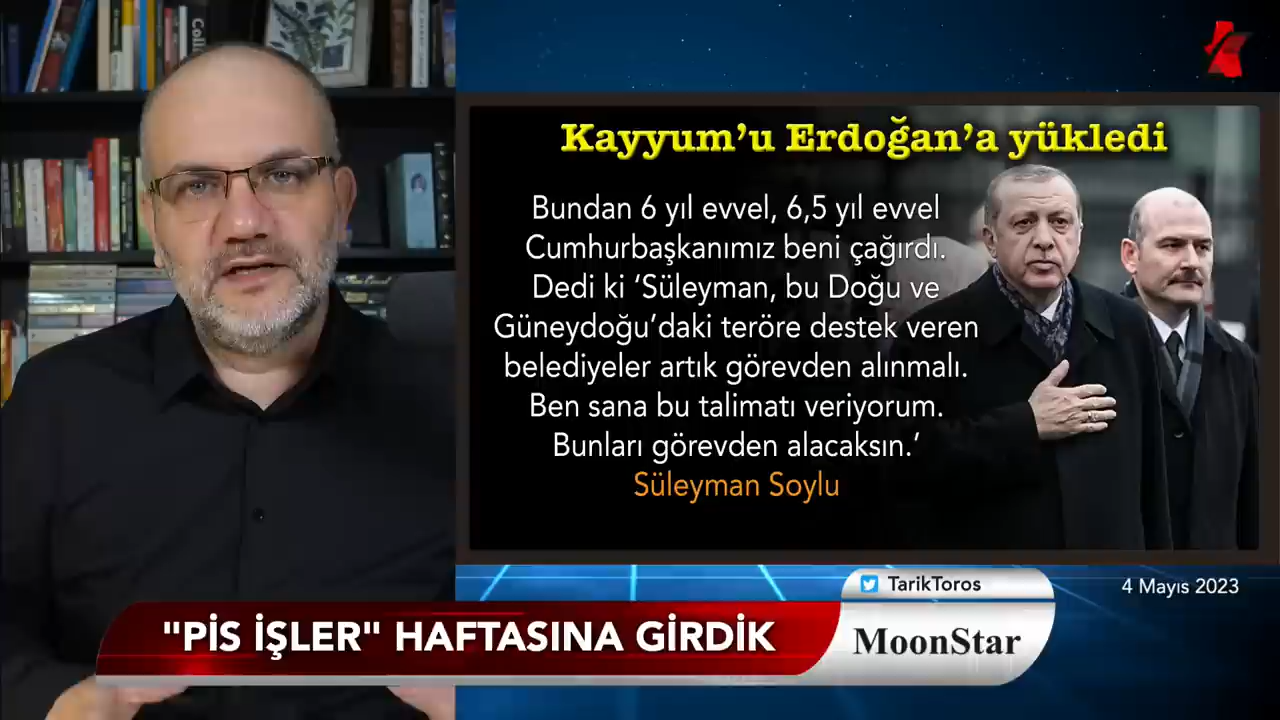 Kayyum’u Erdoğan’a yükledi
Bundan 6 yıl evvel, 6,5 yıl evvel
Cumhurbaşkanımız beni çağırdı.
Dedi ki ‘Süleyman, bu Doğu ve
Güneydoğu’daki teröre destek veren
belediyeler artık görevden alınmalı.
Ben sana bu talimatı veriyorum.
Bunları görevden alacaksın.’
Süleyman Soylu
TarikToros
4 Mayıs 2023
"PİS İŞLER" HAFTASINA GİRDİK
MoonStar